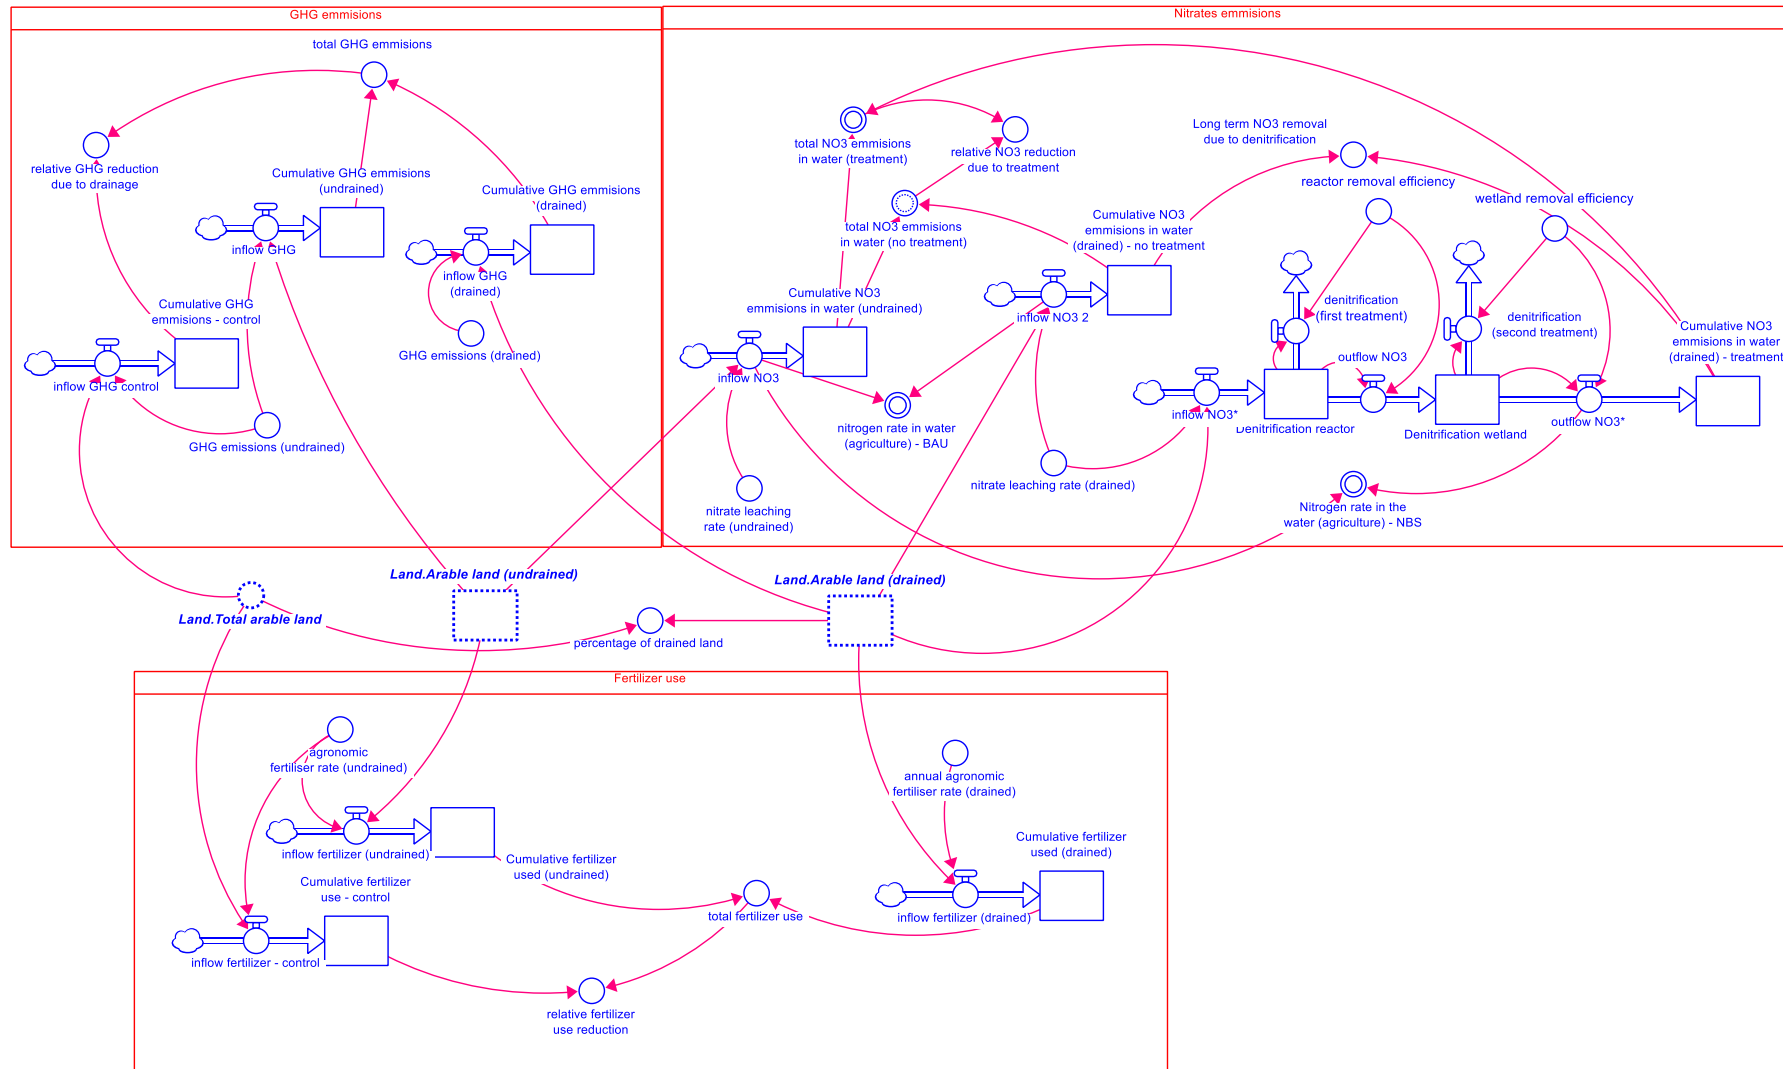 GHG emmisions
Nitrates emmisions
total GHG emmisions
relative GHG reduction
due to drainage
Cumulative GHG emmisions
(undrained)
Cumulative GHG emmisions
(drained)
inflow GHG
inflow GHG
(drained)
Cumulative GHG
emmisions - control
GHG emissions (drained)
inflow GHG control
GHG emissions (undrained)
total NO3 emmisions
in water (treatment)
relative NO3 reduction
due to treatment
Long term NO3 removal
due to denitrification
reactor removal efficiency
wetland removal efficiency
total NO3 emmisions
in water (no treatment)
Cumulative NO3
emmisions in water
(drained) - no treatment
Cumulative NO3
emmisions in water (undrained)
inflow NO3 2
denitrification
(first treatment)
denitrification
(second treatment)
Cumulative NO3
emmisions in water
(drained) - treatment
inflow NO3
outflow NO3
inflow NO3*
Denitrification reactor
Denitrification wetland
outflow NO3*
nitrogen rate in water
(agriculture) - BAU
nitrate leaching rate (drained)
nitrate leaching
rate (undrained)
Nitrogen rate in the
water (agriculture) - NBS
Land.Arable land (undrained)
Land.Arable land (drained)
Land.Total arable land
percentage of drained land
Fertilizer use
agronomic
fertiliser rate (undrained)
annual agronomic
fertiliser rate (drained)
inflow fertilizer (undrained)
Cumulative fertilizer
used (undrained)
Cumulative fertilizer
used (drained)
Cumulative fertilizer
use - control
total fertilizer use
inflow fertilizer (drained)
inflow fertilizer - control
relative fertilizer
use reduction